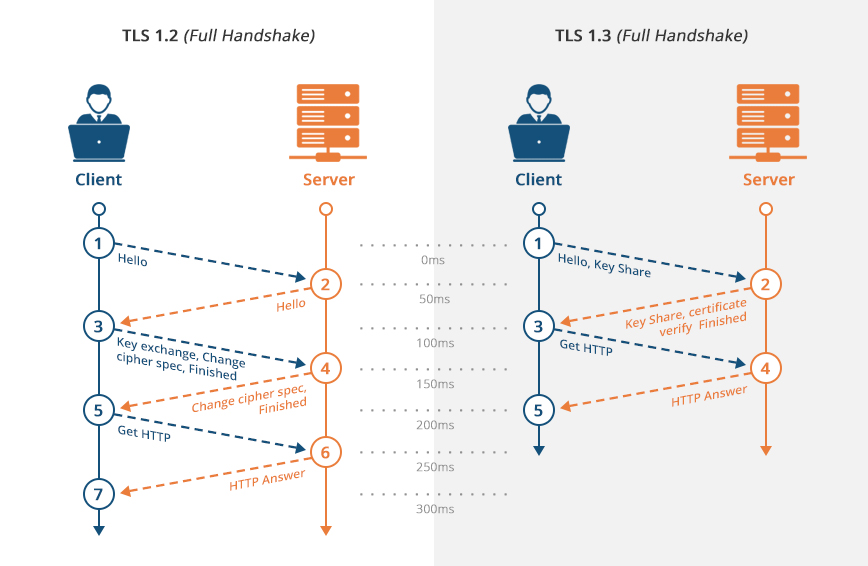 TLS 1.2 (Full Handshake)
Client
Server
1
Hello
2
Hello
3
Key exchange, Change
cipher spec, Finished
4
Change cipher spec,
Finished
5
Get HTTP
6
HTTP Answer
7
0ms
50ms
100ms
150ms
200ms
250ms
300ms
TLS 1.3 (Full Handshake)
Client
Server
1
Hello, Key Share
2
Key Share, certificate
verify Finished
3
Get HTTP
4
HTTP Answer
5